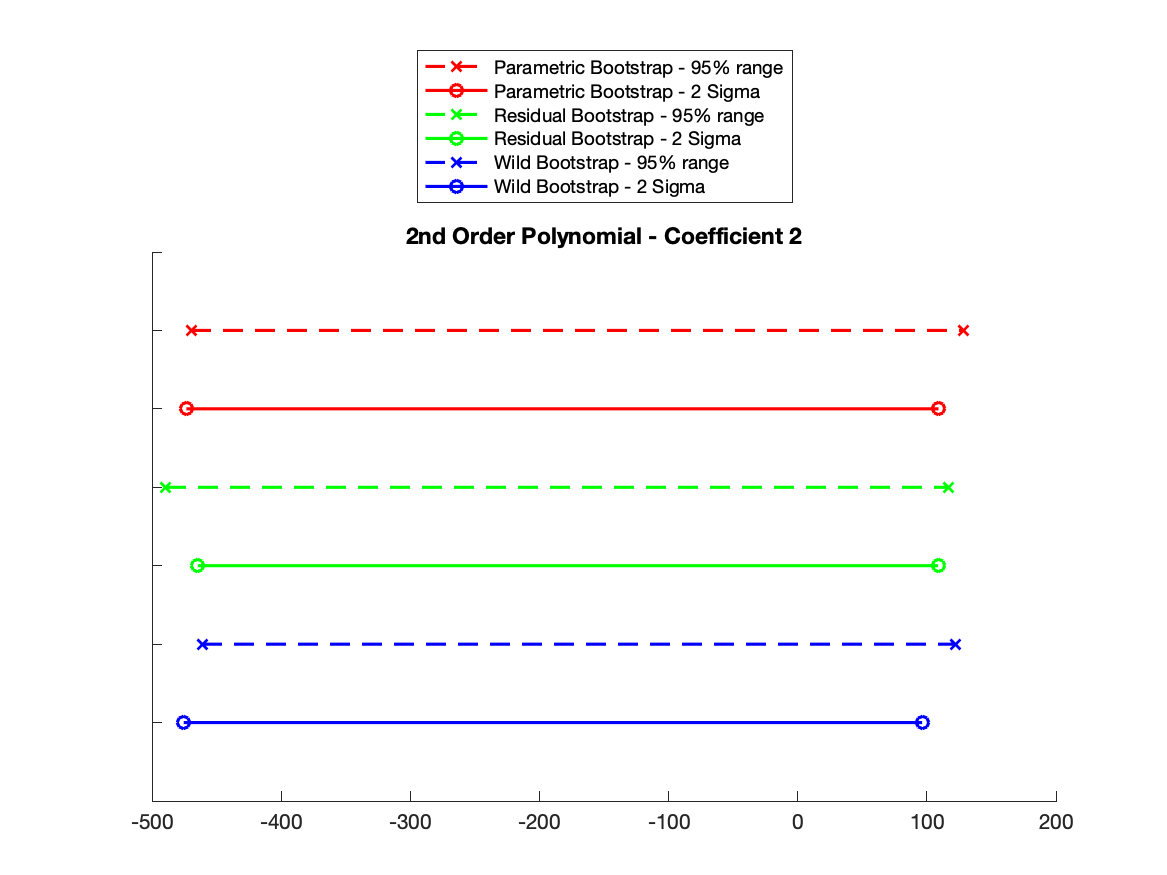 Parametric Bootstrap - 95% range
Parametric Bootstrap - 2 Sigma
Residual Bootstrap - 95% range
Residual Bootstrap - 2 Sigma
Wild Bootstrap - 95% range
Wild Bootstrap - 2 Sigma
2nd Order Polynomial - Coefficient 2
-500 -400 -300 -200 -100 0 100 200